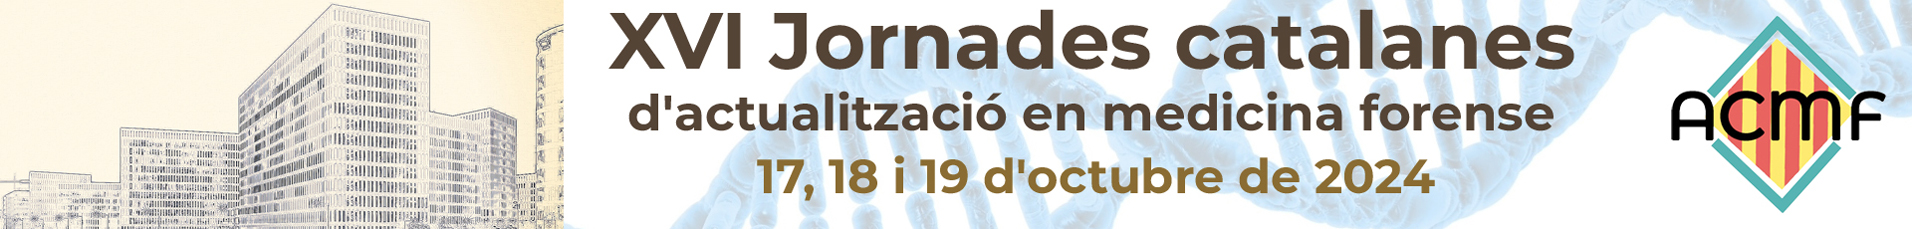 XVI Jornades catalanes
d'actualització en medicina forense
17, 18 i 19 d'octubre de 2024
ACMF